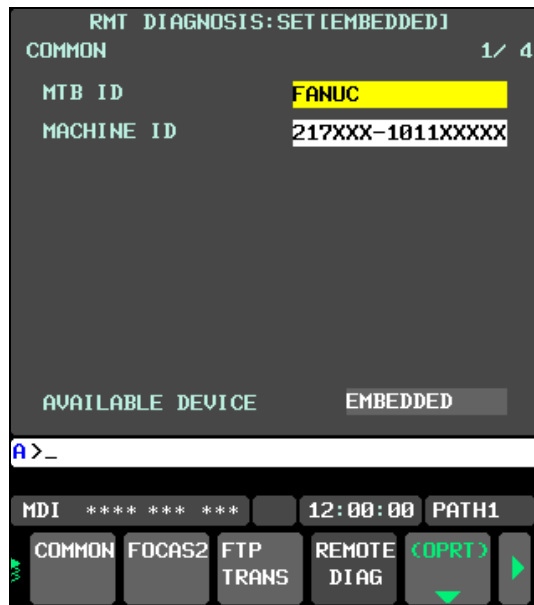 RMT DIAGNOSIS:SET[EMBEDDED]
COMMON 1/ 4
MTB ID FANUC
MACHINE ID 217XXX-1011XXXXX
AVAILABLE DEVICE EMBEDDED
A>_
MDI **** *** *** 12:00:00 PATH1
COMMON FOCAS2 FTP TRANS REMOTE DIAG (OPRT)